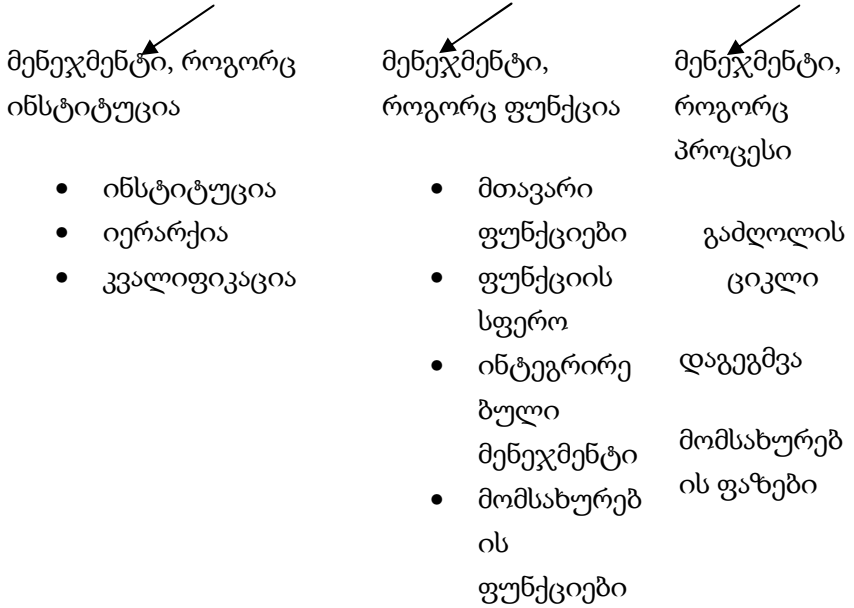 მენეჯმენტი, როგორც
ინსტიტუცია
• ინსტიტუცია
• იერარქია
• კვალიფიკაცია
მენეჯმენტი,
როგორც ფუნქცია
• მთავარი
ფუნქციები
• ფუნქციის
სფერო
• ინტეგრირე
ბული
მენეჯმენტი
• მომსახურებ
ის
ფუნქციები
მენეჯმენტი,
როგორც
პროცესი
გაძღოლის
ციკლი
დაგეგმვა
მომსახურებ
ის ფაზები